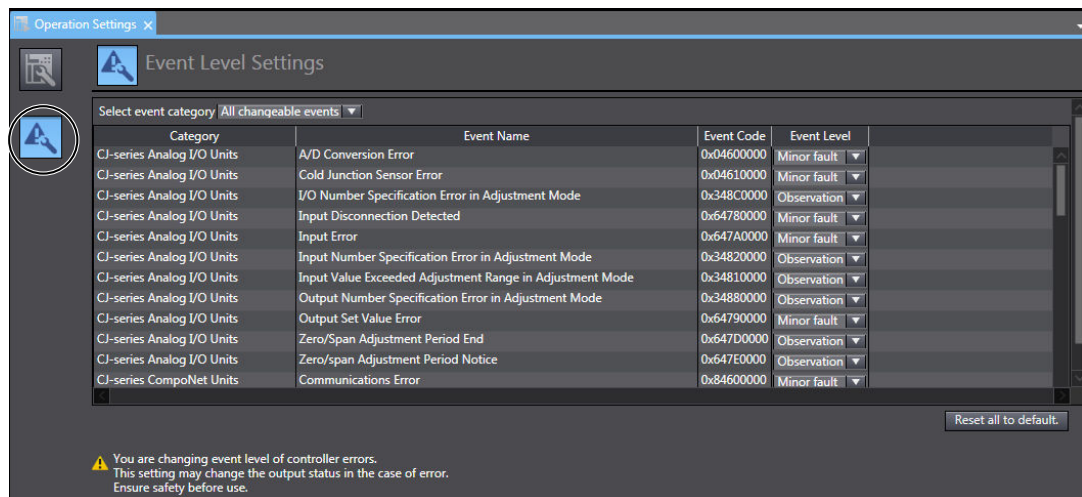 Operation Settings
Event Level Settings
Select event category All changeable events
Category Event Name Event Code Event Level
CJ-series Analog I/O Units A/D Conversion Error 0x04600000 Minor fault
CJ-series Analog I/O Units Cold Junction Sensor Error 0x04610000 Minor fault
CJ-series Analog I/O Units I/O Number Specification Error in Adjustment Mode 0x348C0000 Observation
CJ-series Analog I/O Units Input Disconnection Detected 0x64780000 Minor fault
CJ-series Analog I/O Units Input Error 0x647A0000 Minor fault
CJ-series Analog I/O Units Input Number Specification Error in Adjustment Mode 0x34820000 Observation
CJ-series Analog I/O Units Input Value Exceeded Adjustment Range in Adjustment Mode 0x34810000 Observation
CJ-series Analog I/O Units Output Number Specification Error in Adjustment Mode 0x34880000 Observation
CJ-series Analog I/O Units Output Set Value Error 0x64790000 Minor fault
CJ-series Analog I/O Units Zero/Span Adjustment Period End 0x647D0000 Observation
CJ-series Analog I/O Units Zero/span Adjustment Period Notice 0x647E0000 Observation
CJ-series CompoNet Units Communications Error 0x84600000 Minor fault
Reset all to default.
You are changing event level of controller errors.
This setting may change the output status in the case of error.
Ensure safety before use.